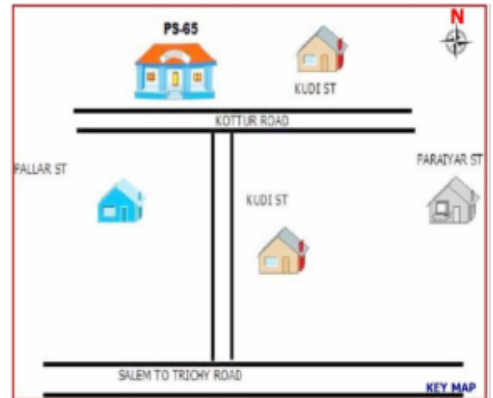 N
PS-65
KUDI ST
KOTTUR ROAD
PALLAR ST
PARAIYAR ST
KUDI ST
SALEM TO TRICHY ROAD
KEY MAP